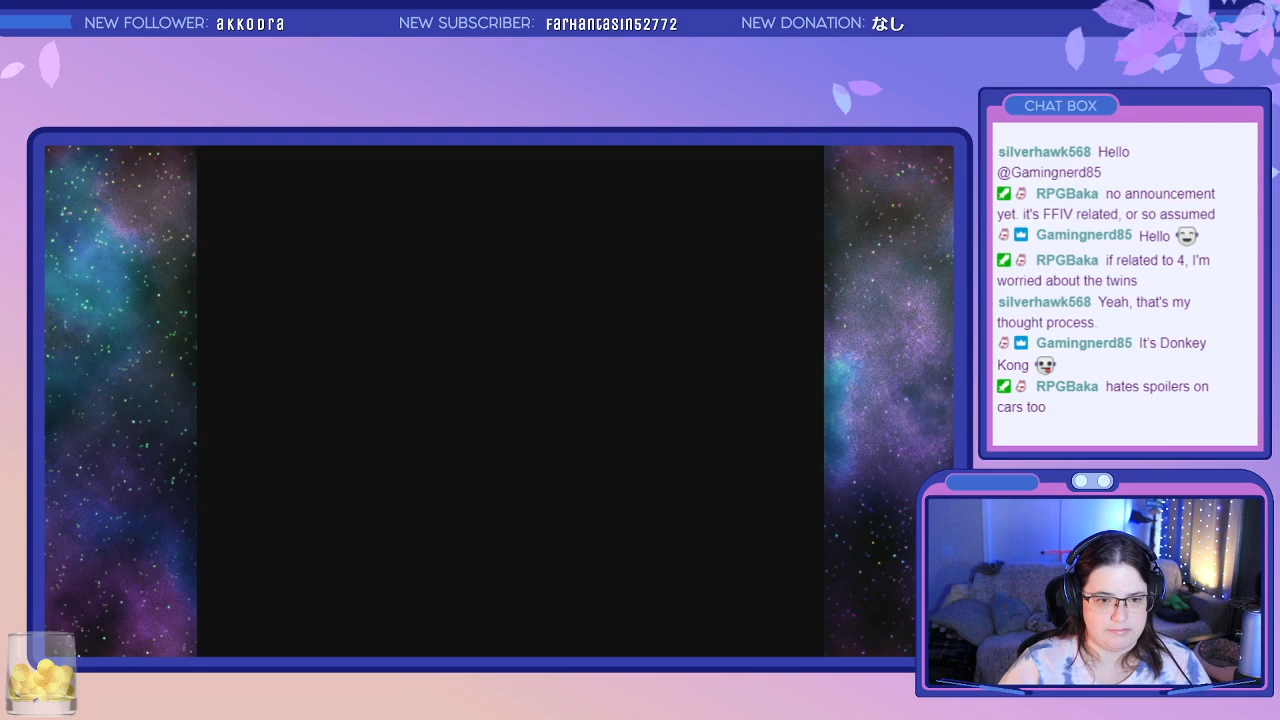 NEW FOLLOWER: akkodra NEW SUBSCRIBER: farhantasin52772 NEW DONATION: なし
CHAT BOX
silverhawk568 Hello
@Gamingnerd85
RPGBaka no announcement
yet. it's FFIV related, or so assumed
Gamingnerd85 Hello
RPGBaka if related to 4, I'm
worried about the twins
silverhawk568 Yeah, that's my
thought process.
Gamingnerd85 It's Donkey
Kong
RPGBaka hates spoilers on
cars too